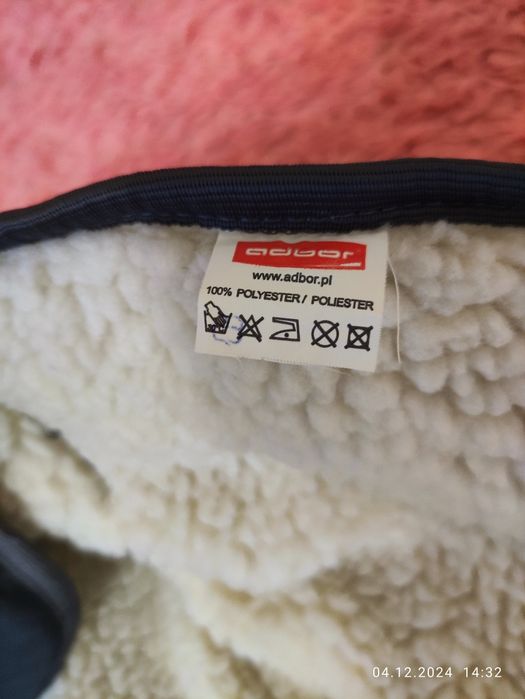 adbor
www.adbor.pl
100% POLYESTER / POLIESTER
04.12.2024 14:32